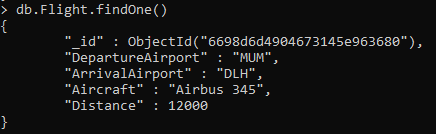 > db.Flight.findOne()
{
        "_id" : ObjectId("6698d6d4904673145e963680"),
        "DepartureAirport" : "MUM",
        "ArrivalAirport" : "DLH",
        "Aircraft" : "Airbus 345",
        "Distance" : 12000
}